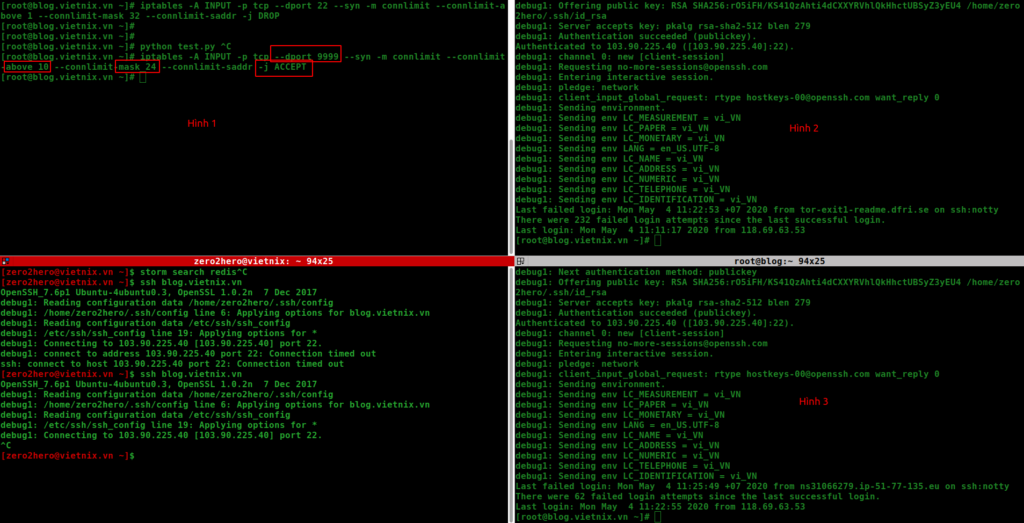 [root@blog.vietnix.vn ~]# iptables -A INPUT -p tcp --dport 22 --syn -m connlimit --connlimit-a
bove 1 --connlimit-mask 32 --connlimit-saddr -j DROP
[root@blog.vietnix.vn ~]#
[root@blog.vietnix.vn ~]#
[root@blog.vietnix.vn ~]# python test.py ^C
[root@blog.vietnix.vn ~]# iptables -A INPUT -p tcp --dport 9999 --syn -m connlimit --connlimit
-above 10 --connlimit-mask 24 --connlimit-saddr -j ACCEPT
[root@blog.vietnix.vn ~]#
Hinh 1
debug1: Offering public key: RSA SHA256:rO5iFH/K541QzAhti4dCXXYRVhlQkHhctUBSyZ3yEU4 /home/zero
2hero/.ssh/id_rsa
debug1: Server accepts key: pkalg rsa-sha2-512 blen 279
debug1: Authentication succeeded (publickey).
Authenticated to 103.90.225.40 ([103.90.225.40]:22).
debug1: channel 0: new [client-session]
debug1: Requesting no-more-sessions@openssh.com
debug1: Entering interactive session.
debug1: pledge: network
debug1: client_input_global_request: rtype hostkeys-00@openssh.com want_reply 0
debug1: Sending environment.
debug1: Sending env LC_MEASUREMENT = vi_VN
debug1: Sending env LC_PAPER = vi_VN
debug1: Sending env LC_MONETARY = vi_VN
debug1: Sending env LANG = en_US.UTF-8
debug1: Sending env LC_NAME = vi_VN
debug1: Sending env LC_ADDRESS = vi_VN
debug1: Sending env LC_NUMERIC = vi_VN
debug1: Sending env LC_TELEPHONE = vi_VN
debug1: Sending env LC_IDENTIFICATION = vi_VN
Last failed login: Mon May  4 11:22:53 +07 2020 from tor-exit1-readme.dfri.se on ssh:notty
There were 232 failed login attempts since the last successful login.
Last login: Mon May  4 11:11:17 2020 from 118.69.63.53
[root@blog.vietnix.vn ~]#
Hinh 2
zero2hero@vietnix: ~ 94x25
[zero2hero@vietnix.vn ~]$ storm search redis^C
[zero2hero@vietnix.vn ~]$ ssh blog.vietnix.vn
OpenSSH_7.6p1 Ubuntu-4ubuntu0.3, OpenSSL 1.0.2n  7 Dec 2017
debug1: Reading configuration data /home/zero2hero/.ssh/config
debug1: /home/zero2hero/.ssh/config line 6: Applying options for blog.vietnix.vn
debug1: Reading configuration data /etc/ssh/ssh_config
debug1: /etc/ssh/ssh_config line 19: Applying options for *
debug1: Connecting to 103.90.225.40 [103.90.225.40] port 22.
debug1: connect to address 103.90.225.40 port 22: Connection timed out
ssh: connect to host 103.90.225.40 port 22: Connection timed out
[zero2hero@vietnix.vn ~]$ ssh blog.vietnix.vn
OpenSSH_7.6p1 Ubuntu-4ubuntu0.3, OpenSSL 1.0.2n  7 Dec 2017
debug1: Reading configuration data /home/zero2hero/.ssh/config
debug1: /home/zero2hero/.ssh/config line 6: Applying options for blog.vietnix.vn
debug1: Reading configuration data /etc/ssh/ssh_config
debug1: /etc/ssh/ssh_config line 19: Applying options for *
debug1: Connecting to 103.90.225.40 [103.90.225.40] port 22.
^C
[zero2hero@vietnix.vn ~]$
root@blog:~ 94x25
debug1: Next authentication method: publickey
debug1: Offering public key: RSA SHA256:rO5iFH/K541QzAhti4dCXXYRVhlQkHhctUBSyZ3yEU4 /home/zero
2hero/.ssh/id_rsa
debug1: Server accepts key: pkalg rsa-sha2-512 blen 279
debug1: Authentication succeeded (publickey).
Authenticated to 103.90.225.40 ([103.90.225.40]:22).
debug1: channel 0: new [client-session]
debug1: Requesting no-more-sessions@openssh.com
debug1: Entering interactive session.
debug1: pledge: network
debug1: client_input_global_request: rtype hostkeys-00@openssh.com want_reply 0
debug1: Sending environment.
debug1: Sending env LC_MEASUREMENT = vi_VN
debug1: Sending env LC_PAPER = vi_VN
debug1: Sending env LC_MONETARY = vi_VN
debug1: Sending env LANG = en_US.UTF-8
debug1: Sending env LC_NAME = vi_VN
debug1: Sending env LC_ADDRESS = vi_VN
debug1: Sending env LC_NUMERIC = vi_VN
debug1: Sending env LC_TELEPHONE = vi_VN
debug1: Sending env LC_IDENTIFICATION = vi_VN
Last failed login: Mon May  4 11:25:49 +07 2020 from ns31066279.ip-51-77-135.eu on ssh:notty
There were 62 failed login attempts since the last successful login.
Last login: Mon May  4 11:22:55 2020 from 118.69.63.53
[root@blog.vietnix.vn ~]#
Hinh 3